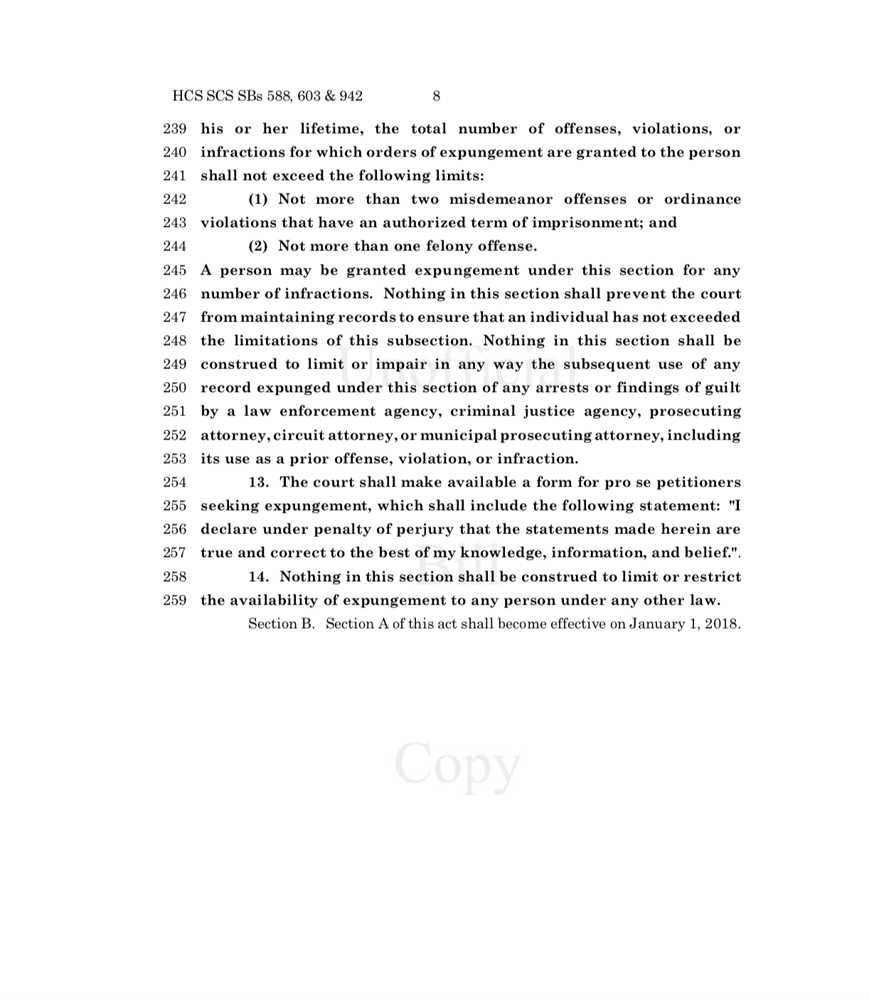 HCS SCS SBs 588, 603 & 942 8
239 his or her lifetime, the total number of offenses, violations, or
240 infractions for which orders of expungement are granted to the person
241 shall not exceed the following limits:
242 (1) Not more than two misdemeanor offenses or ordinance
243 violations that have an authorized term of imprisonment; and
244 (2) Not more than one felony offense.
245 A person may be granted expungement under this section for any
246 number of infractions. Nothing in this section shall prevent the court
247 from maintaining records to ensure that an individual has not exceeded
248 the limitations of this subsection. Nothing in this section shall be
Unofficial
249 construed to limit or impair in any way the subsequent use of any
250 record expunged under this section of any arrests or findings of guilt
251 by a law enforcement agency, criminal justice agency, prosecuting
252 attorney, circuit attorney, or municipal prosecuting attorney, including
253 its use as a prior offense, violation, or infraction.
254 13. The court shall make available a form for pro se petitioners
255 seeking expungement, which shall include the following statement: "I
256 declare under penalty of perjury that the statements made herein are
257 true and correct to the best of my knowledge, information, and belief.".
Bill
258 14. Nothing in this section shall be construed to limit or restrict
259 the availability of expungement to any person under any other law.
Section B. Section A of this act shall become effective on January 1, 2018.
Copy